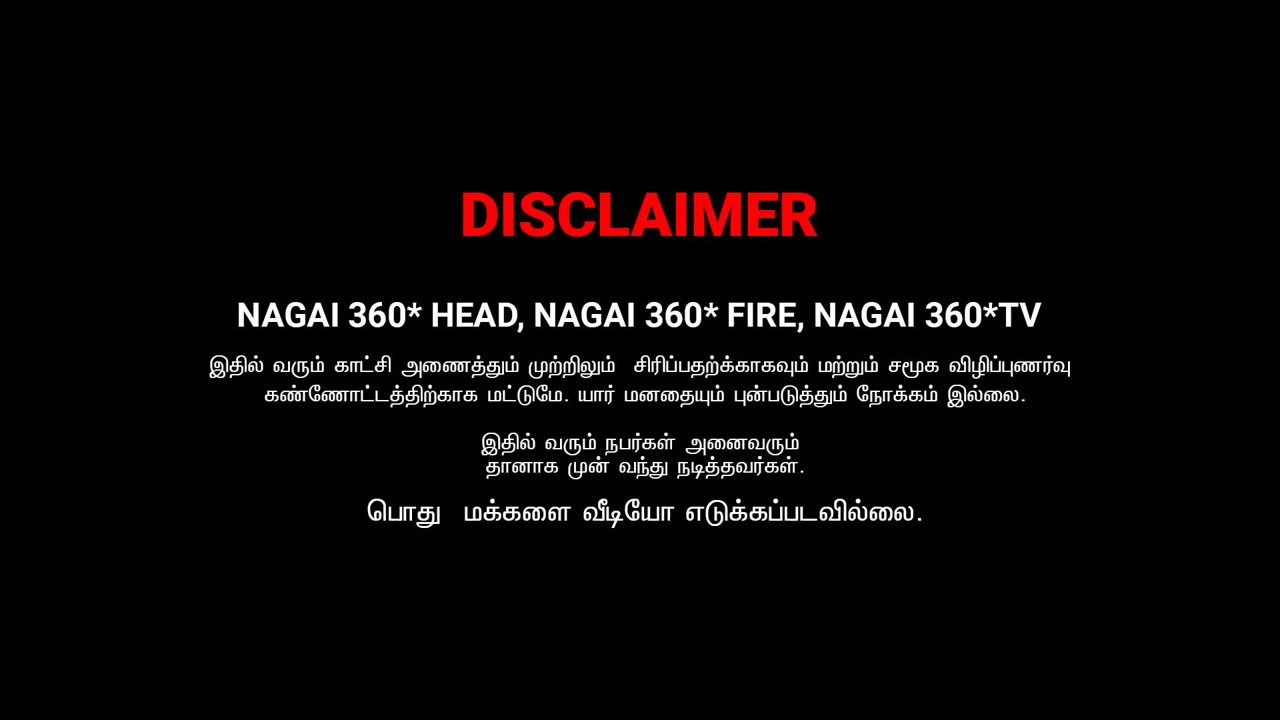 DISCLAIMER
NAGAI 360* HEAD, NAGAI 360* FIRE, NAGAI 360*TV
இதில் வரும் காட்சி அணைத்தும் முற்றிலும் சிரிப்பதற்க்காகவும் மற்றும் சமூக விழிப்புணர்வு
கண்ணோட்டத்திற்காக மட்டுமே. யார் மனதையும் புன்படுத்தும் நோக்கம் இல்லை.
இதில் வரும் நபர்கள் அனைவரும்
தானாக முன் வந்து நடித்தவர்கள்.
பொது மக்களை வீடியோ எடுக்கப்படவில்லை.